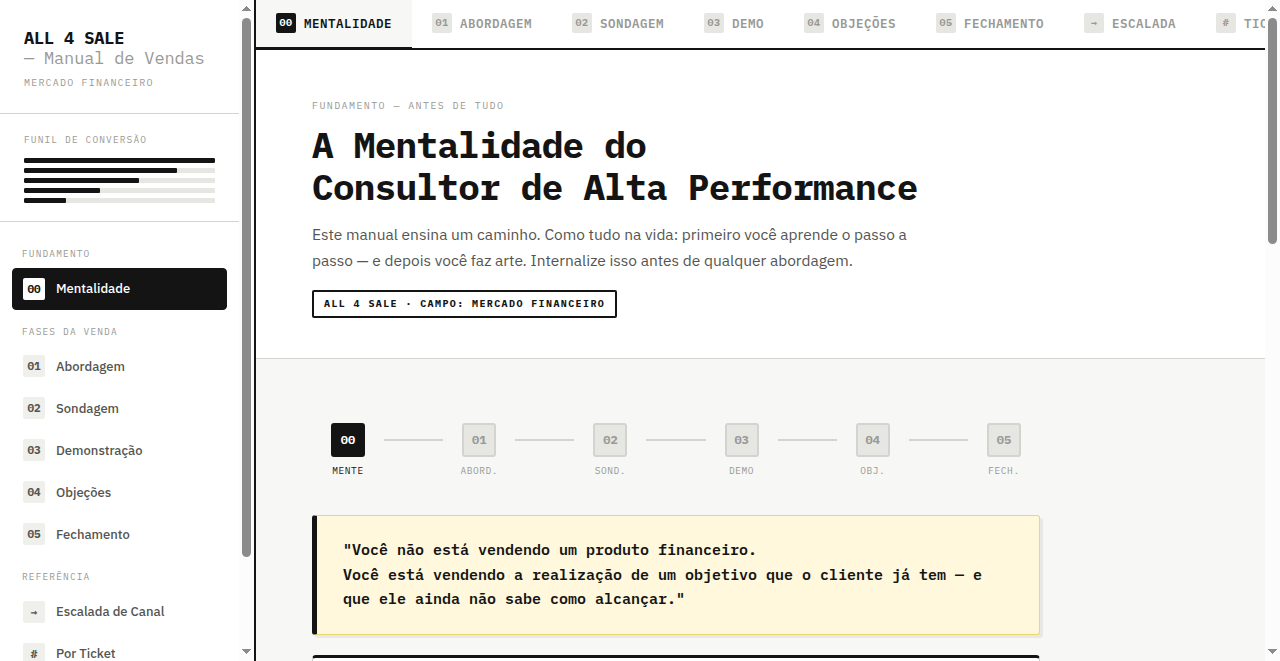 ALL 4 SALE
— Manual de Vendas
MERCADO FINANCEIRO
FUNIL DE CONVERSÃO
FUNDAMENTO
00 Mentalidade
FASES DA VENDA
01 Abordagem
02 Sondagem
03 Demonstração
04 Objeções
05 Fechamento
REFERÊNCIA
→ Escalada de Canal
# Por Ticket
00 MENTALIDADE 01 ABORDAGEM 02 SONDAGEM 03 DEMO 04 OBJEÇÕES 05 FECHAMENTO → ESCALADA # TIC
FUNDAMENTO — ANTES DE TUDO
A Mentalidade do
Consultor de Alta Performance
Este manual ensina um caminho. Como tudo na vida: primeiro você aprende o passo a
passo — e depois você faz arte. Internalize isso antes de qualquer abordagem.
ALL 4 SALE · CAMPO: MERCADO FINANCEIRO
00 01 02 03 04 05
MENTE ABORD. SOND. DEMO OBJ. FECH.
"Você não está vendendo um produto financeiro.
Você está vendendo a realização de um objetivo que o cliente já tem — e
que ele ainda não sabe como alcançar."